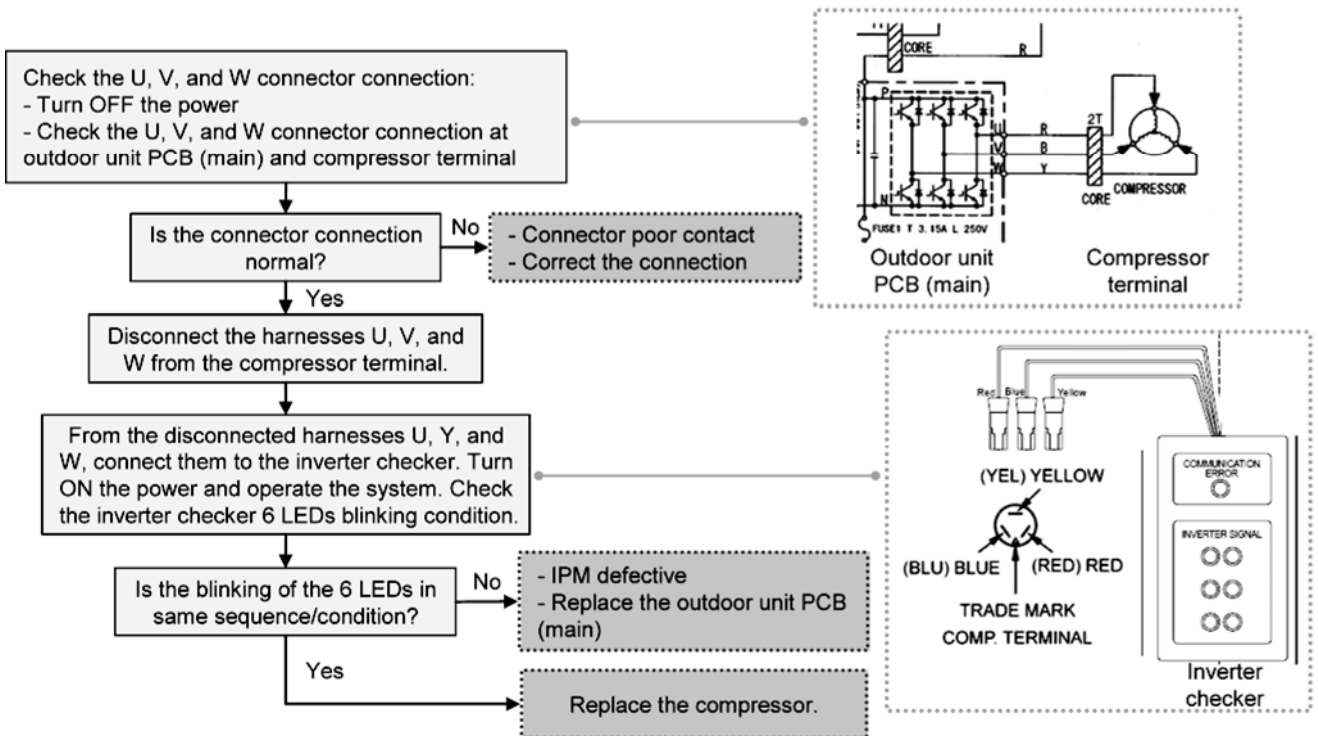 Check the U, V, and W connector connection:
- Turn OFF the power
- Check the U, V, and W connector connection at
outdoor unit PCB (main) and compressor terminal
Is the connector connection
normal?
No
- Connector poor contact
- Correct the connection
Yes
Disconnect the harnesses U, V, and
W from the compressor terminal.
From the disconnected harnesses U, Y, and
W, connect them to the inverter checker. Turn
ON the power and operate the system. Check
the inverter checker 6 LEDs blinking condition.
Is the blinking of the 6 LEDs in
same sequence/condition?
No
- IPM defective
- Replace the outdoor unit PCB
(main)
Yes
Replace the compressor.
CORE
R
P
U
R
2T
V
B
W
Y
N
CORE
COMPRESSOR
FUSE1 T 3.15A L 250V
Outdoor unit
PCB (main)
Compressor
terminal
Red
Blue
Yellow
(YEL) YELLOW
(BLU) BLUE
(RED) RED
TRADE MARK
COMP. TERMINAL
COMMUNICATION
ERROR
INVERTER SIGNAL
Inverter
checker